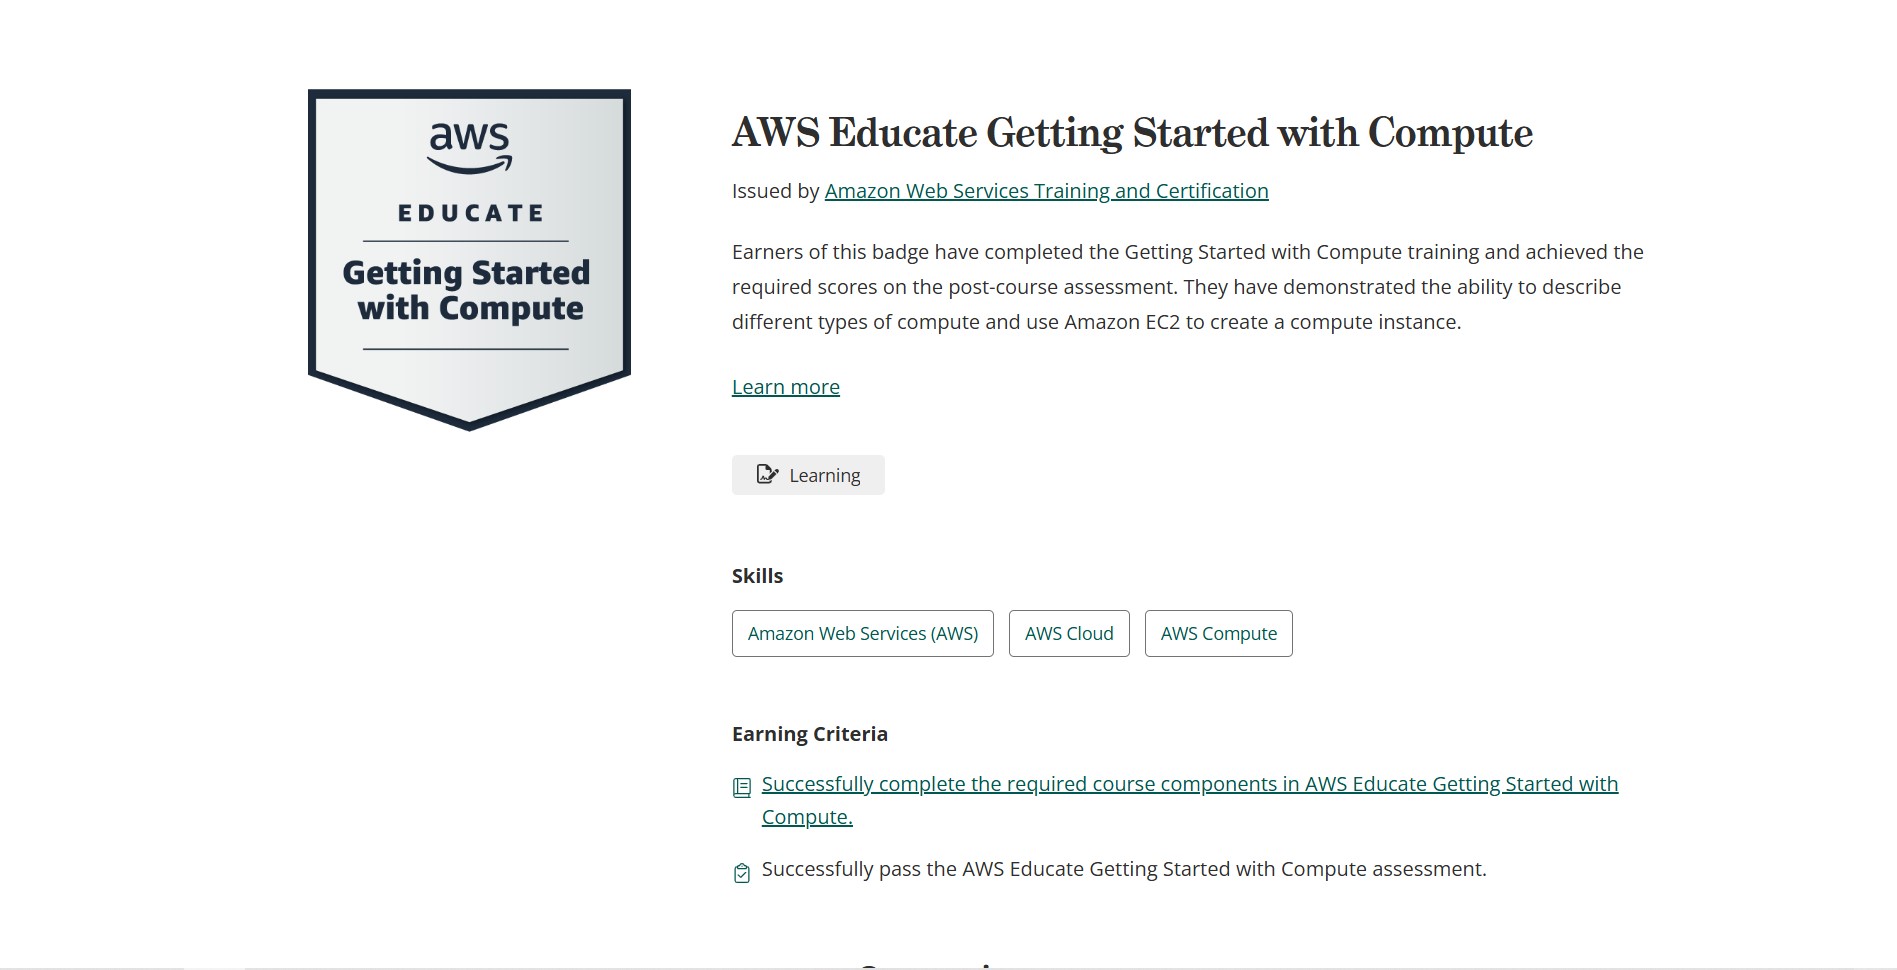 aws
EDUCATE
Getting Started
with Compute
AWS Educate Getting Started with Compute
Issued by Amazon Web Services Training and Certification
Earners of this badge have completed the Getting Started with Compute training and achieved the
required scores on the post-course assessment. They have demonstrated the ability to describe
different types of compute and use Amazon EC2 to create a compute instance.
Learn more
Learning
Skills
Amazon Web Services (AWS)
AWS Cloud
AWS Compute
Earning Criteria
Successfully complete the required course components in AWS Educate Getting Started with
Compute.
Successfully pass the AWS Educate Getting Started with Compute assessment.